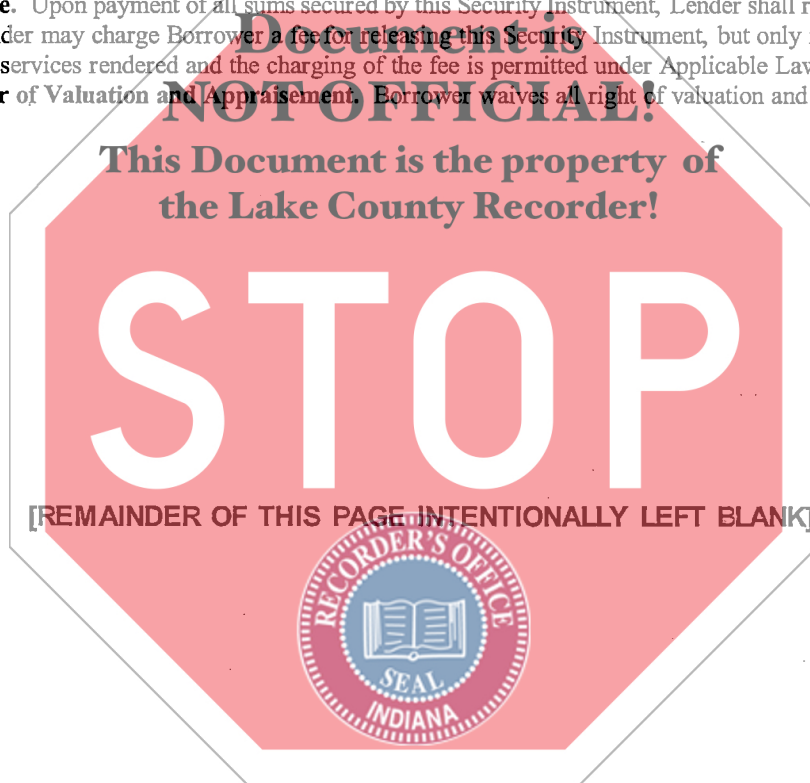 e. Upon payment of all sums secured by this Security Instrument, Lender shall r
der may charge Borrower a fee for releasing this Security Instrument, but only
services rendered and the charging of the fee is permitted under Applicable Law
r of Valuation and Appraisement. Borrower waives all right of valuation and
Document is
NOT OFFICIAL!
This Document is the property of
the Lake County Recorder!
STOP
[REMAINDER OF THIS PAGE INTENTIONALLY LEFT BLANK]
RECORDER'S OFFICE
SEAL
INDIANA